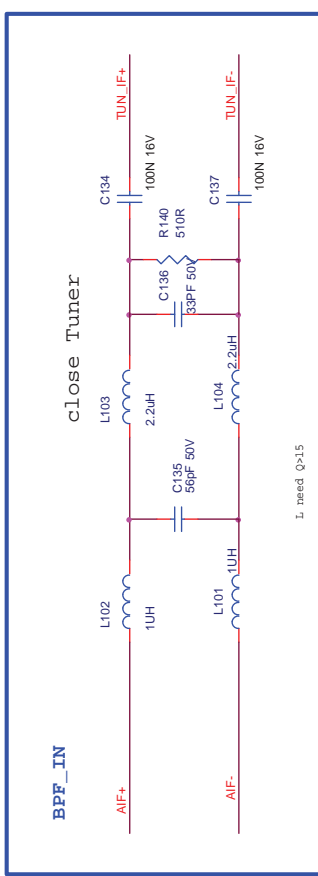 BPF_IN
close Tuner
TUN_IF+
C134
100N 16V
R140
510R
C136
33PF 50V
L103
2.2uH
C135
56pF 50V
L102
1UH
AIF+
TUN_IF-
C137
100N 16V
2.2uH
L104
1UH
L101
AIF-
L need Q>15